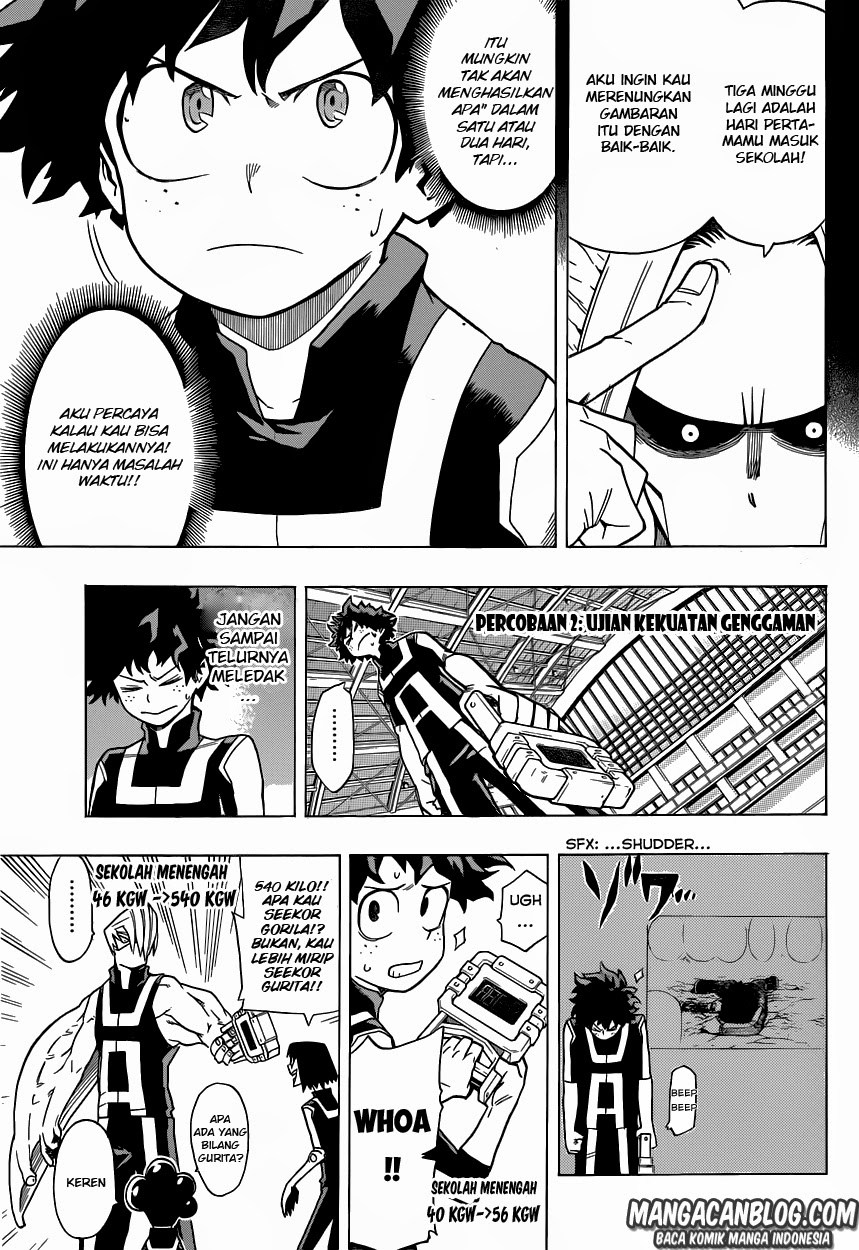 TIGA MINGGU
LAGI ADALAH
HARI PERTA-
MAMU MASUK
SEKOLAH!
AKU INGIN KAU
MERENUNGKAN
GAMBARAN
ITU DENGAN
BAIK-BAIK.
ITU
MUNGKIN
TAK AKAN
MENGHASILKAN
APA" DALAM
SATU ATAU
DUA HARI,
TAPI...
AKU PERCAYA
KALAU KAU BISA
MELAKUKANNYA!
INI HANYA MASALAH
WAKTU!!
PERCOBAAN 2: UJIAN KEKUATAN GENGGAMAN
.........
JANGAN
SAMPAI
TELURNYA
MELEDAK
...
SFX: ...SHUDDER...
ゾワ...
BEEP
BEEP
UGH
...
WHOA
!!
SEKOLAH MENENGAH
40 KGW->56 KGW
540 KILO!!
APA KAU
SEEKOR
GORILA!?
BUKAN, KAU
LEBIH MIRIP
SEEKOR
GURITA!!
SEKOLAH MENENGAH
46 KGW ->540 KGW
.........
APA
ADA YANG
BILANG
GURITA?
KEREN
MANGACANBLOG.COM
BACA KOMIK MANGA INDONESIA